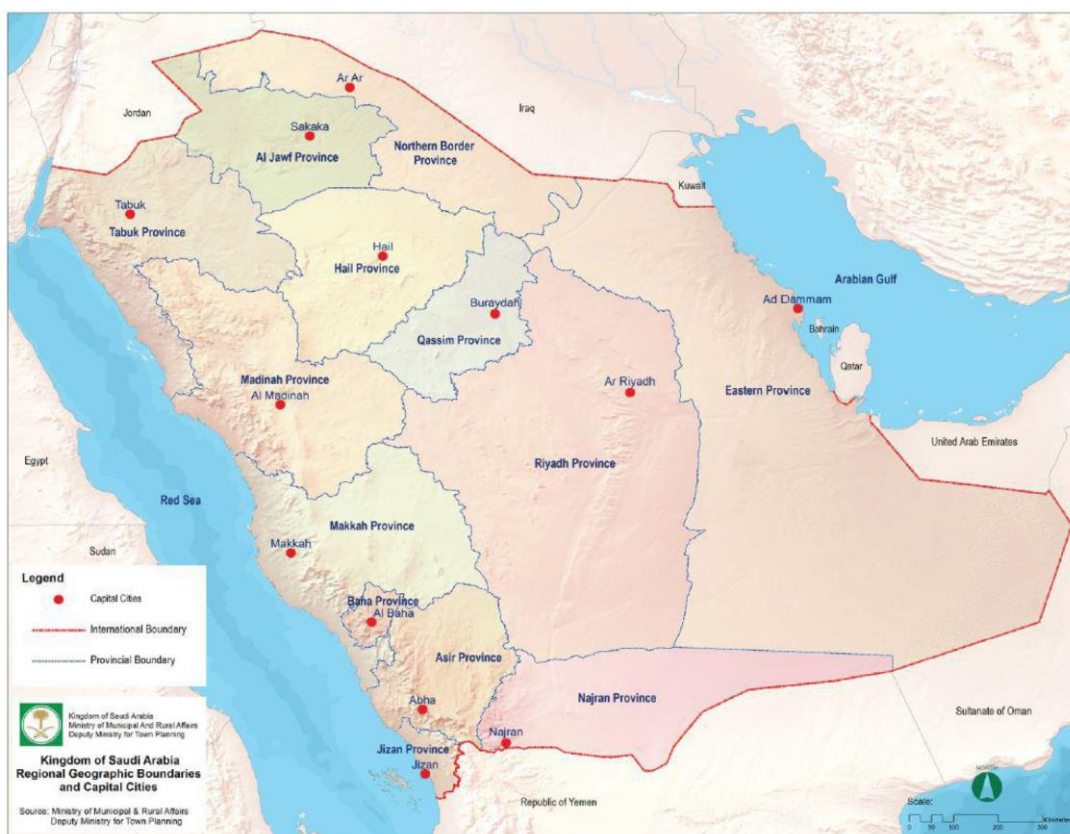 Ar Ar
Iraq
Jordan
Sakaka
Al Jawf Province
Northern Border
Province
Kuwait
Tabuk
Tabuk Province
Hail
Hail Province
Arabian Gulf
Buraydah
Ad Dammam
Bahrain
Qassim Province
Qatar
Madinah Province
Al Madinah
Ar Riyadh
Eastern Province
United Arab Emirates
Egypt
Riyadh Province
Red Sea
Makkah Province
Makkah
Sudan
Legend
Capital Cities
International Boundary
Provincial Boundary
Baha Province
Al Baha
Asir Province
Najran Province
Abha
Sultanate of Oman
Najran
Jizan Province
Jizan
Republic of Yemen
Kingdom of Saudi Arabia
Ministry of Municipal And Rural Affairs
Deputy Ministry for Town Planning
Kingdom of Saudi Arabia
Regional Geographic Boundaries
and Capital Cities
Source: Ministry of Municipal & Rural Affairs
Deputy Ministry for Town Planning
Scale:
0 50 100 200 300